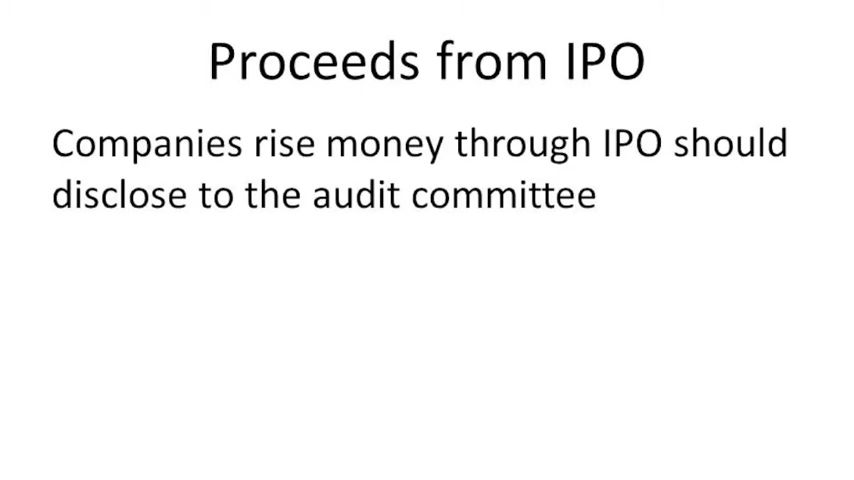 Proceeds from IPO
Companies rise money through IPO should
disclose to the audit committee